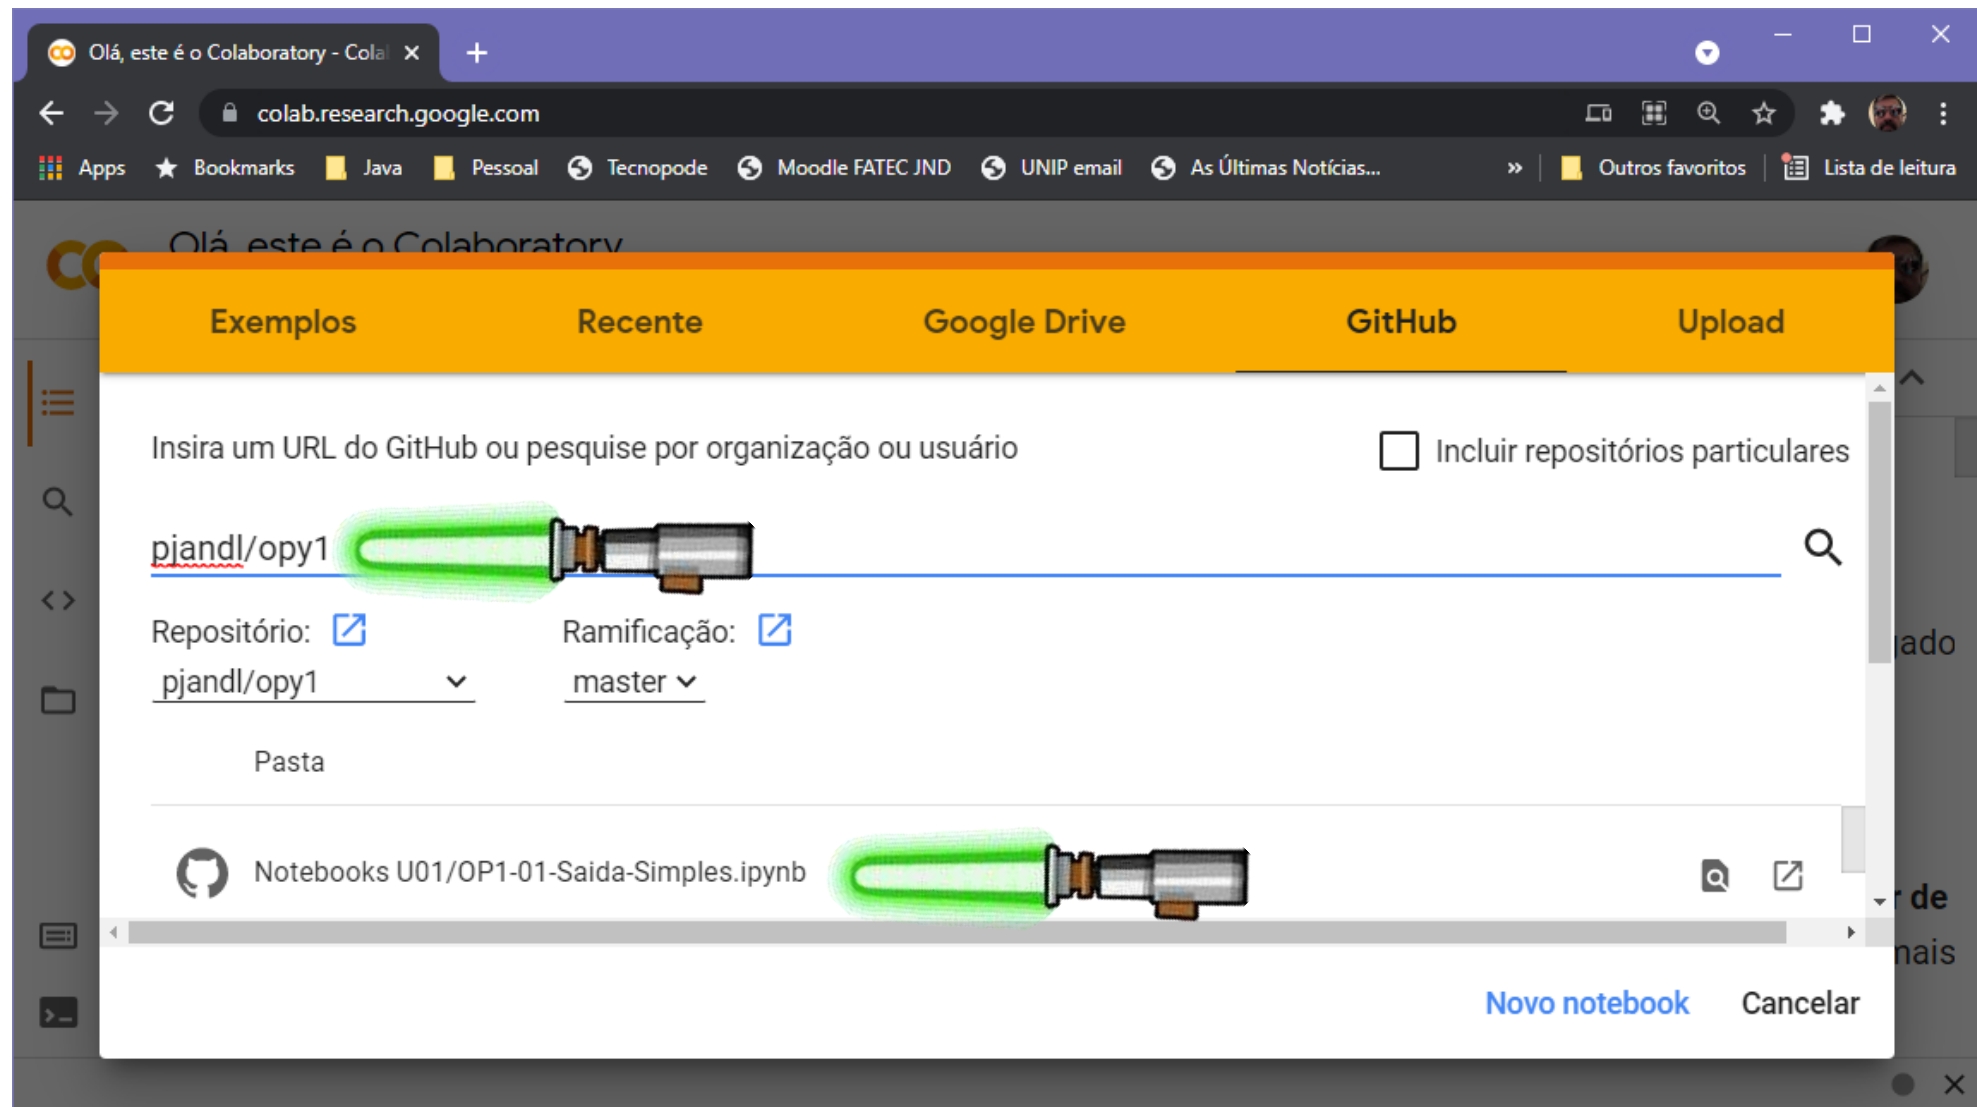 Olá, este é o Colaboratory - Cola
colab.research.google.com
Apps Bookmarks Java Pessoal Tecnopode Moodle FATEC JND UNIP email As Últimas Notícias... » Outros favoritos Lista de leitura
Olá, este é o Colaboratory
Exemplos Recente Google Drive GitHub Upload
Insira um URL do GitHub ou pesquise por organização ou usuário Incluir repositórios particulares
pjandl/opy1
Repositório: Ramificação:
pjandl/opy1 master
Pasta
Notebooks U01/OP1-01-Saida-Simples.ipynb
r de
mais
Novo notebook Cancelar